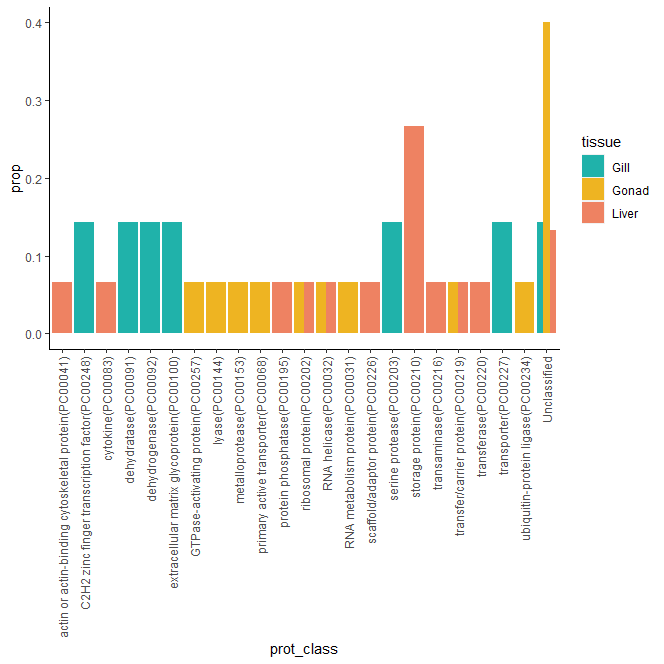 0.4
0.3
0.2
0.1
0.0
prop
actin or actin-binding cytoskeletal protein(PC00041)
C2H2 zinc finger transcription factor(PC00248)
cytokine(PC00083)
dehydratase(PC00091)
dehydrogenase(PC00092)
extracellular matrix glycoprotein(PC00100)
GTPase-activating protein(PC00257)
lyase(PC00144)
metalloprotease(PC00153)
primary active transporter(PC00068)
protein phosphatase(PC00195)
ribosomal protein(PC00202)
RNA helicase(PC00032)
RNA metabolism protein(PC00031)
scaffold/adaptor protein(PC00226)
serine protease(PC00203)
storage protein(PC00210)
transaminase(PC00216)
transfer/carrier protein(PC00219)
transferase(PC00220)
transporter(PC00227)
ubiquitin-protein ligase(PC00234)
Unclassified
prot_class
tissue
Gill
Gonad
Liver